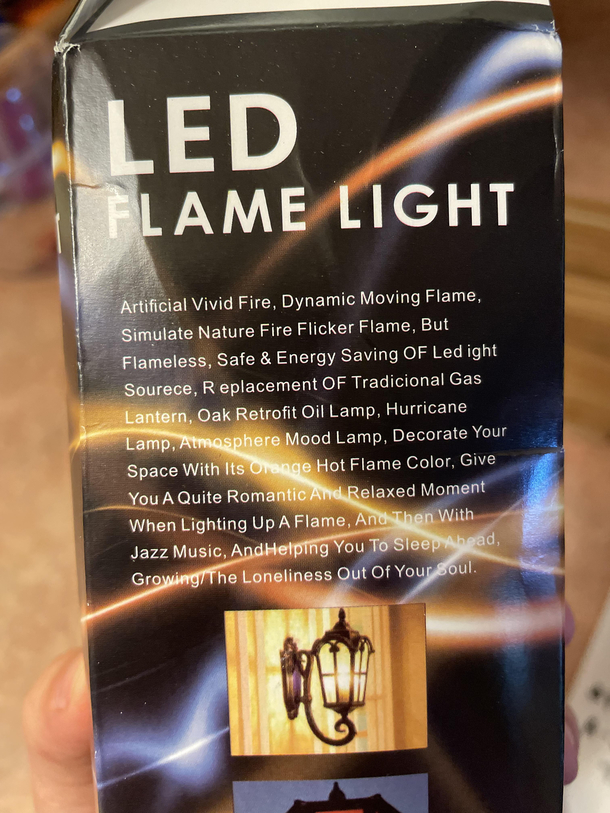 LED
FLAME LIGHT
Artificial Vivid Fire, Dynamic Moving Flame,
Simulate Nature Fire Flicker Flame, But
Flameless, Safe & Energy Saving OF Led ight
Sourece, R eplacement OF Tradicional Gas
Lantern, Oak Retrofit Oil Lamp, Hurricane
Lamp, Atmosphere Mood Lamp, Decorate Your
Space With Its Orange Hot Flame Color, Give
You A Quite Romantic And Relaxed Moment
When Lighting Up A Flame, And Then With
Jazz Music, AndHelping You To Sleep Ahead,
Growing/The Loneliness Out Of Your Soul.